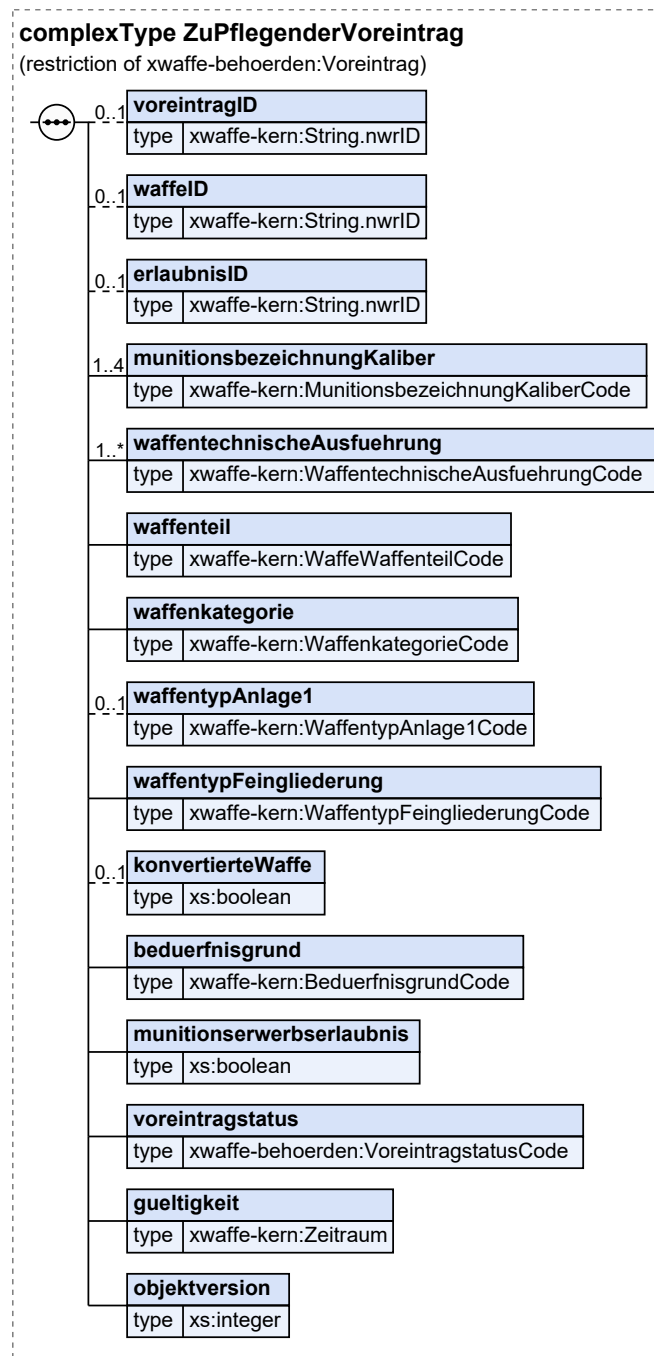 complexType ZuPflegenderVoreintrag
(restriction of xwaffe-behoerden:Voreintrag)
0..1 voreintragID
type xwaffe-kern:String.nwrID
0..1 waffeID
type xwaffe-kern:String.nwrID
0..1 erlaubnisID
type xwaffe-kern:String.nwrID
1..4 munitionsbezeichnungKaliber
type xwaffe-kern:MunitionsbezeichnungKaliberCode
1..* waffentechnischeAusfuehrung
type xwaffe-kern:WaffentechnischeAusfuehrungCode
waffenteil
type xwaffe-kern:WaffeWaffenteilCode
waffenkategorie
type xwaffe-kern:WaffenkategorieCode
0..1 waffentypAnlage1
type xwaffe-kern:WaffentypAnlage1Code
waffentypFeingliederung
type xwaffe-kern:WaffentypFeingliederungCode
0..1 konvertierteWaffe
type xs:boolean
beduerfnisgrund
type xwaffe-kern:BeduerfnisgrundCode
munitionserwerbserlaubnis
type xs:boolean
voreintragstatus
type xwaffe-behoerden:VoreintragstatusCode
gueltigkeit
type xwaffe-kern:Zeitraum
objektversion
type xs:integer